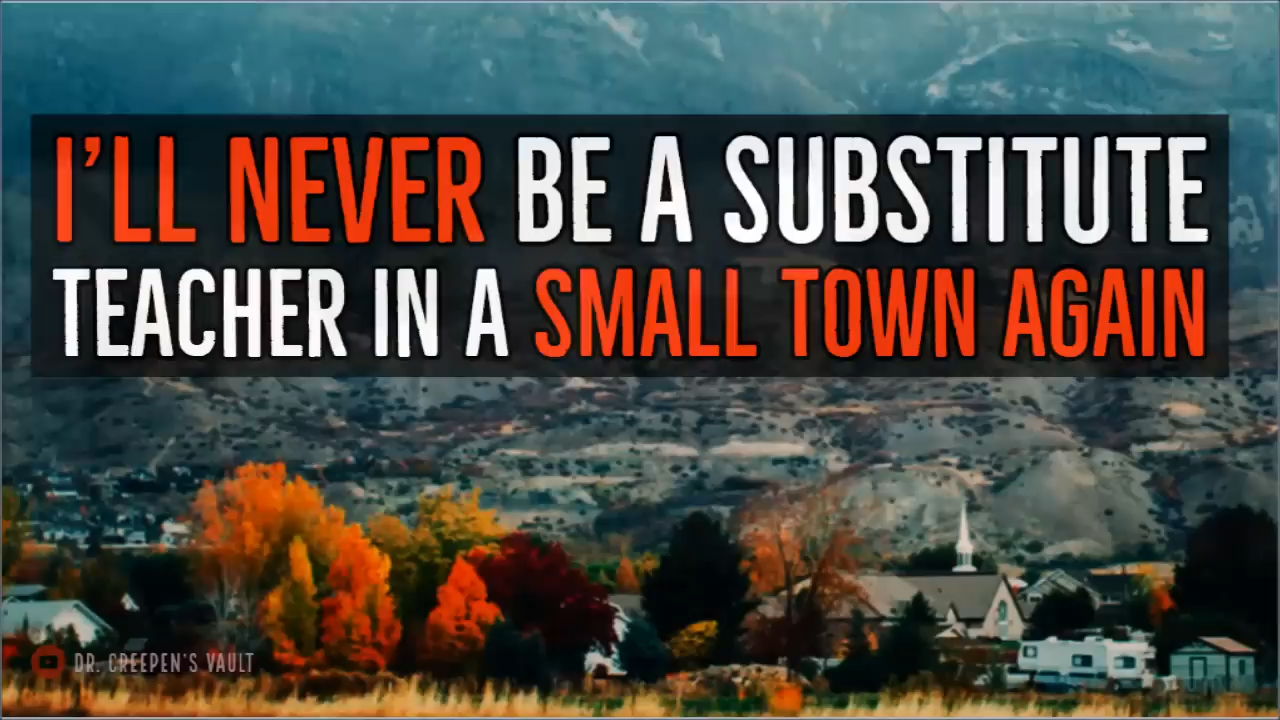 I'LL NEVER BE A SUBSTITUTE
TEACHER IN A SMALL TOWN AGAIN
DR. CREEPEN'S VAULT